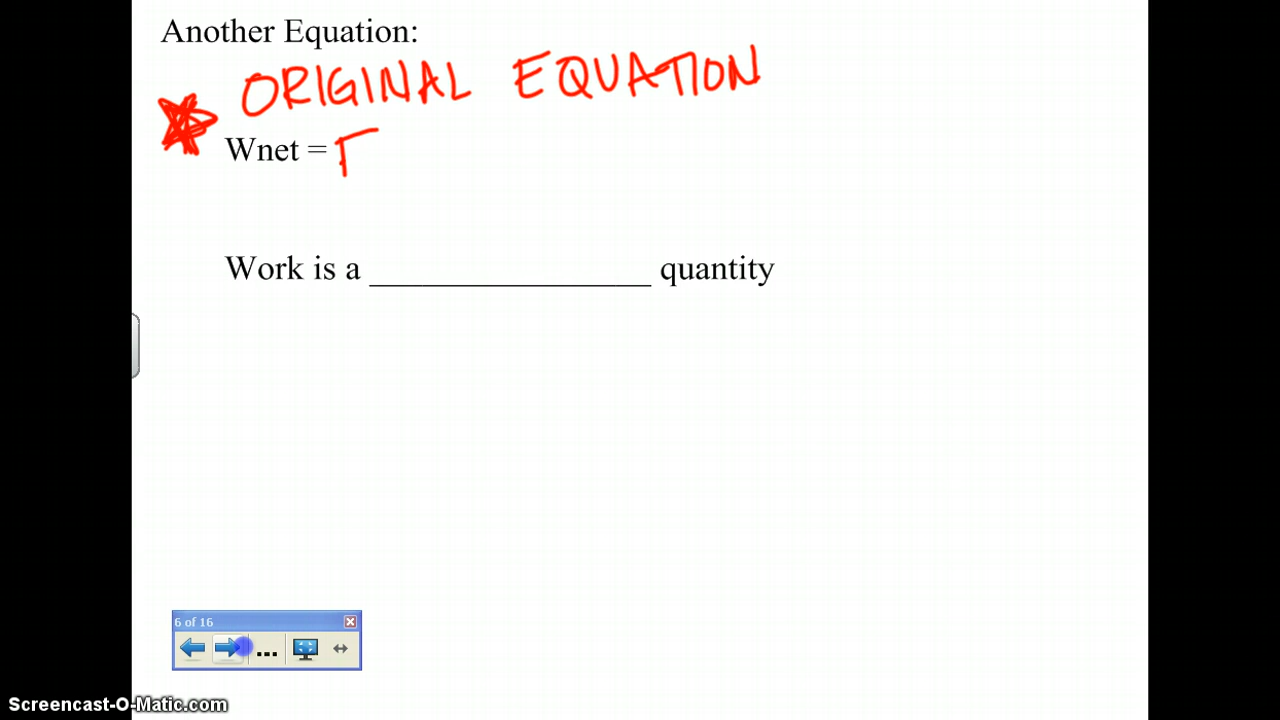 Another Equation:
ORIGINAL EQUATION
Wnet =
Work is a ________________ quantity
6 of 16
...
Screencast-O-Matic.com